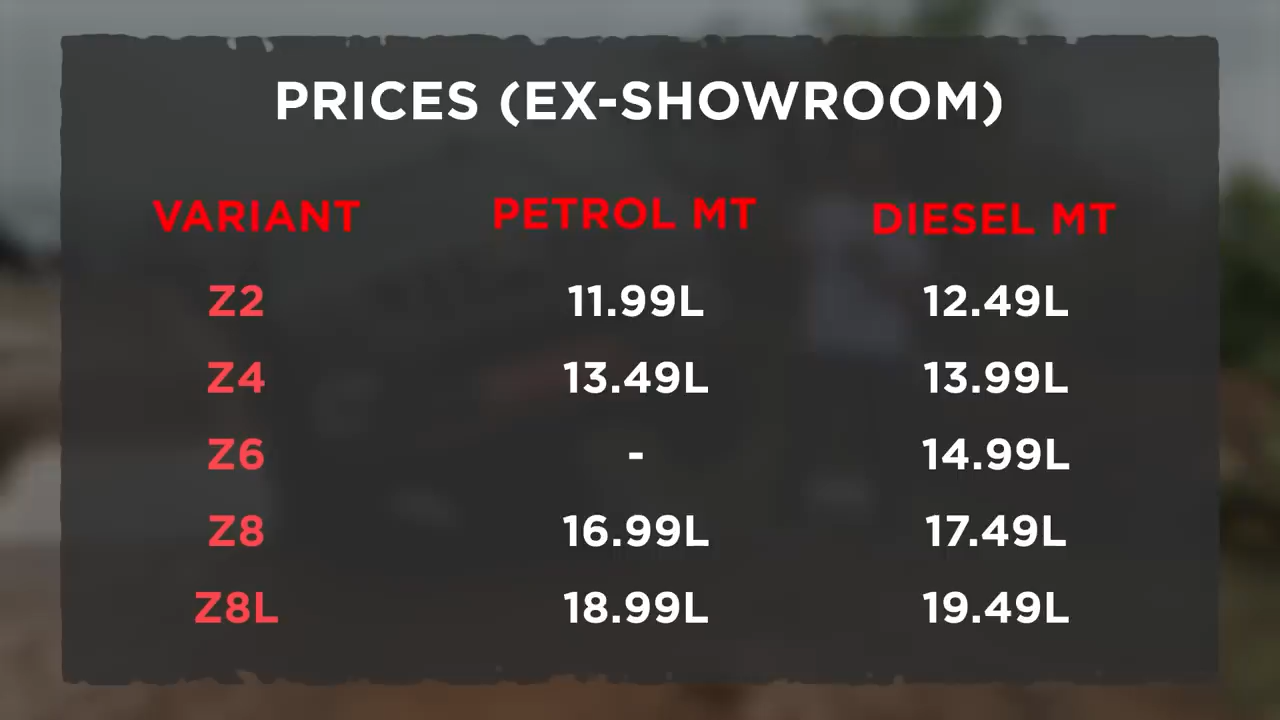 PRICES (EX-SHOWROOM)
VARIANT PETROL MT DIESEL MT
Z2 11.99L 12.49L
Z4 13.49L 13.99L
Z6 - 14.99L
Z8 16.99L 17.49L
Z8L 18.99L 19.49L